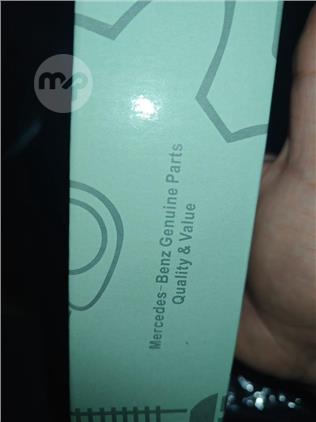 mp
Mercedes-Benz Genuine Parts
Quality & Value